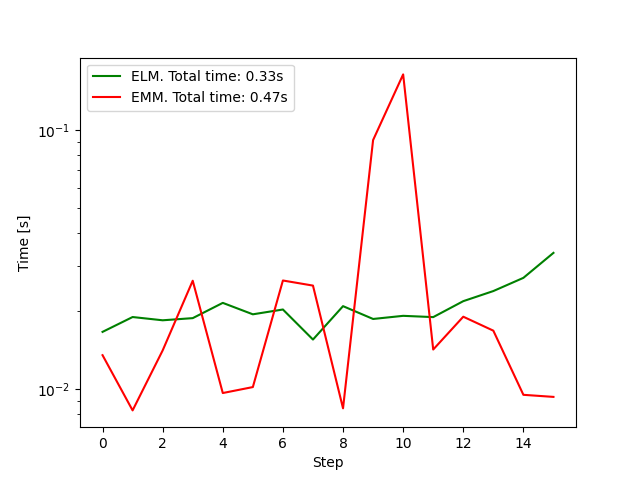 ELM. Total time: 0.33s
EMM. Total time: 0.47s
10⁻¹
10⁻²
Time [s]
0 2 4 6 8 10 12 14
Step